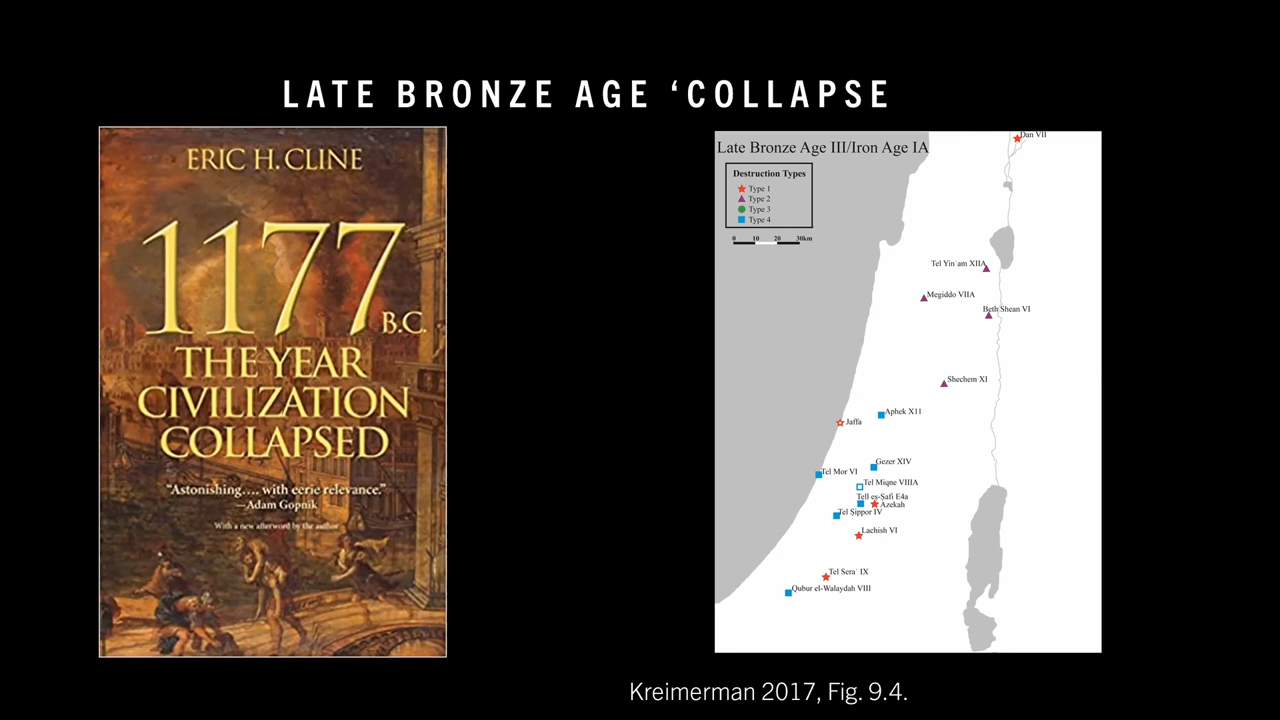 LATE BRONZE AGE ‘COLLAPSE
ERIC H. CLINE
1177
B.C.
THE YEAR
CIVILIZATION
COLLAPSED
“Astonishing.... with eerie relevance.”
—Adam Gopnik
With a new afterword by the author
Late Bronze Age III/Iron Age IA
Destruction Types
Type 1
Type 2
Type 3
Type 4
0 10 20 30km
Dan VII
Tel Yin῾am XIIA
Megiddo VIIA
Beth Shean VI
Shechem XI
Aphek X11
Jaffa
Gezer XIV
Tel Mor VI
Tel Miqne VIIIA
Tell eṣ-Ṣafi E4a
Azekah
Tel Ṣippor IV
Lachish VI
Tel Sera῾ IX
Qubur el-Walaydah VIII
Kreimerman 2017, Fig. 9.4.